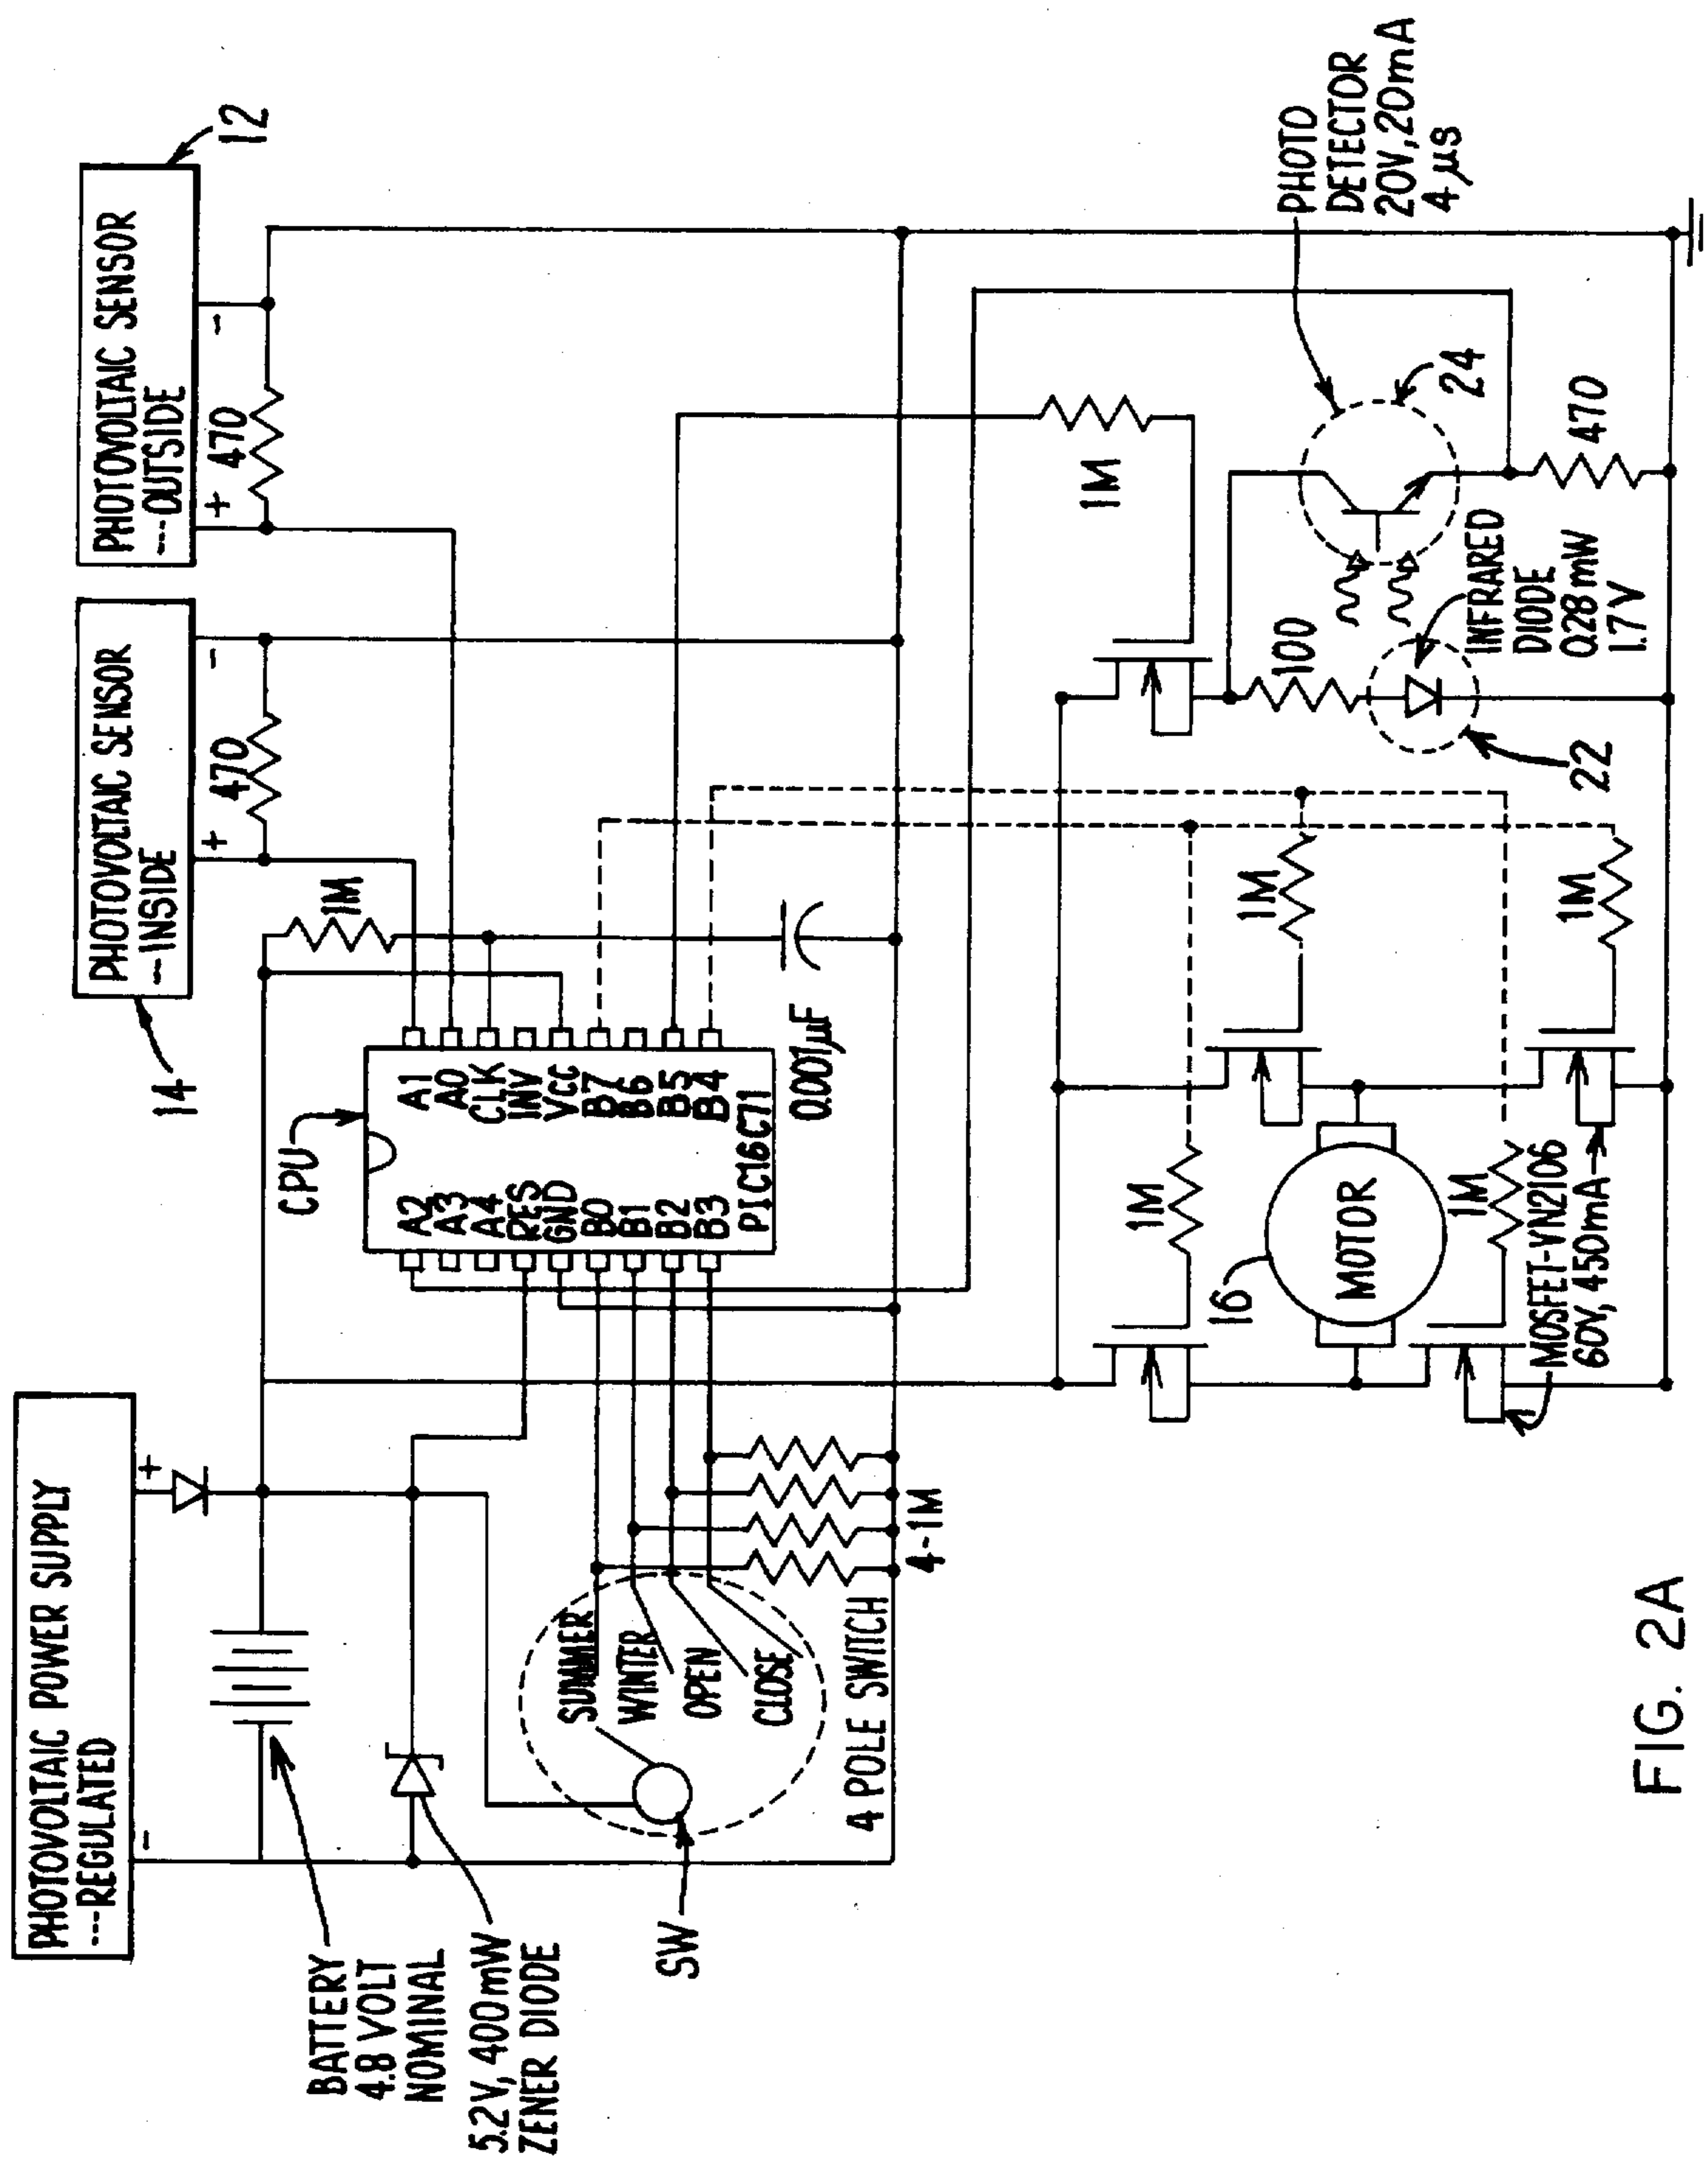 PHOTOVOLTAIC POWER SUPPLY
---REGULATED
-
+
PHOTOVOLTAIC SENSOR
--INSIDE
14
+
-
470
PHOTOVOLTAIC SENSOR
---OUTSIDE
12
+
-
470
BATTERY
4.8 VOLT
NOMINAL
5.2V, 400mW
ZENER DIODE
SW
SUMMER
WINTER
OPEN
CLOSE
4 POLE SWITCH
4-1M
CPU
A2
A3
A4
RES
GND
B0
B1
B2
B3
A1
A0
CLK
INV
VCC
B7
B6
B5
B4
PIC16C71
1M
0.001µF
1M
PHOTO
DETECTOR
20V, 20mA
4 µs
24
470
100
INFRARED
DIODE
0.28mW
1.7V
22
1M
1M
1M
1M
16
MOTOR
MOSFET-VN2106
60V, 450mA
FIG. 2A